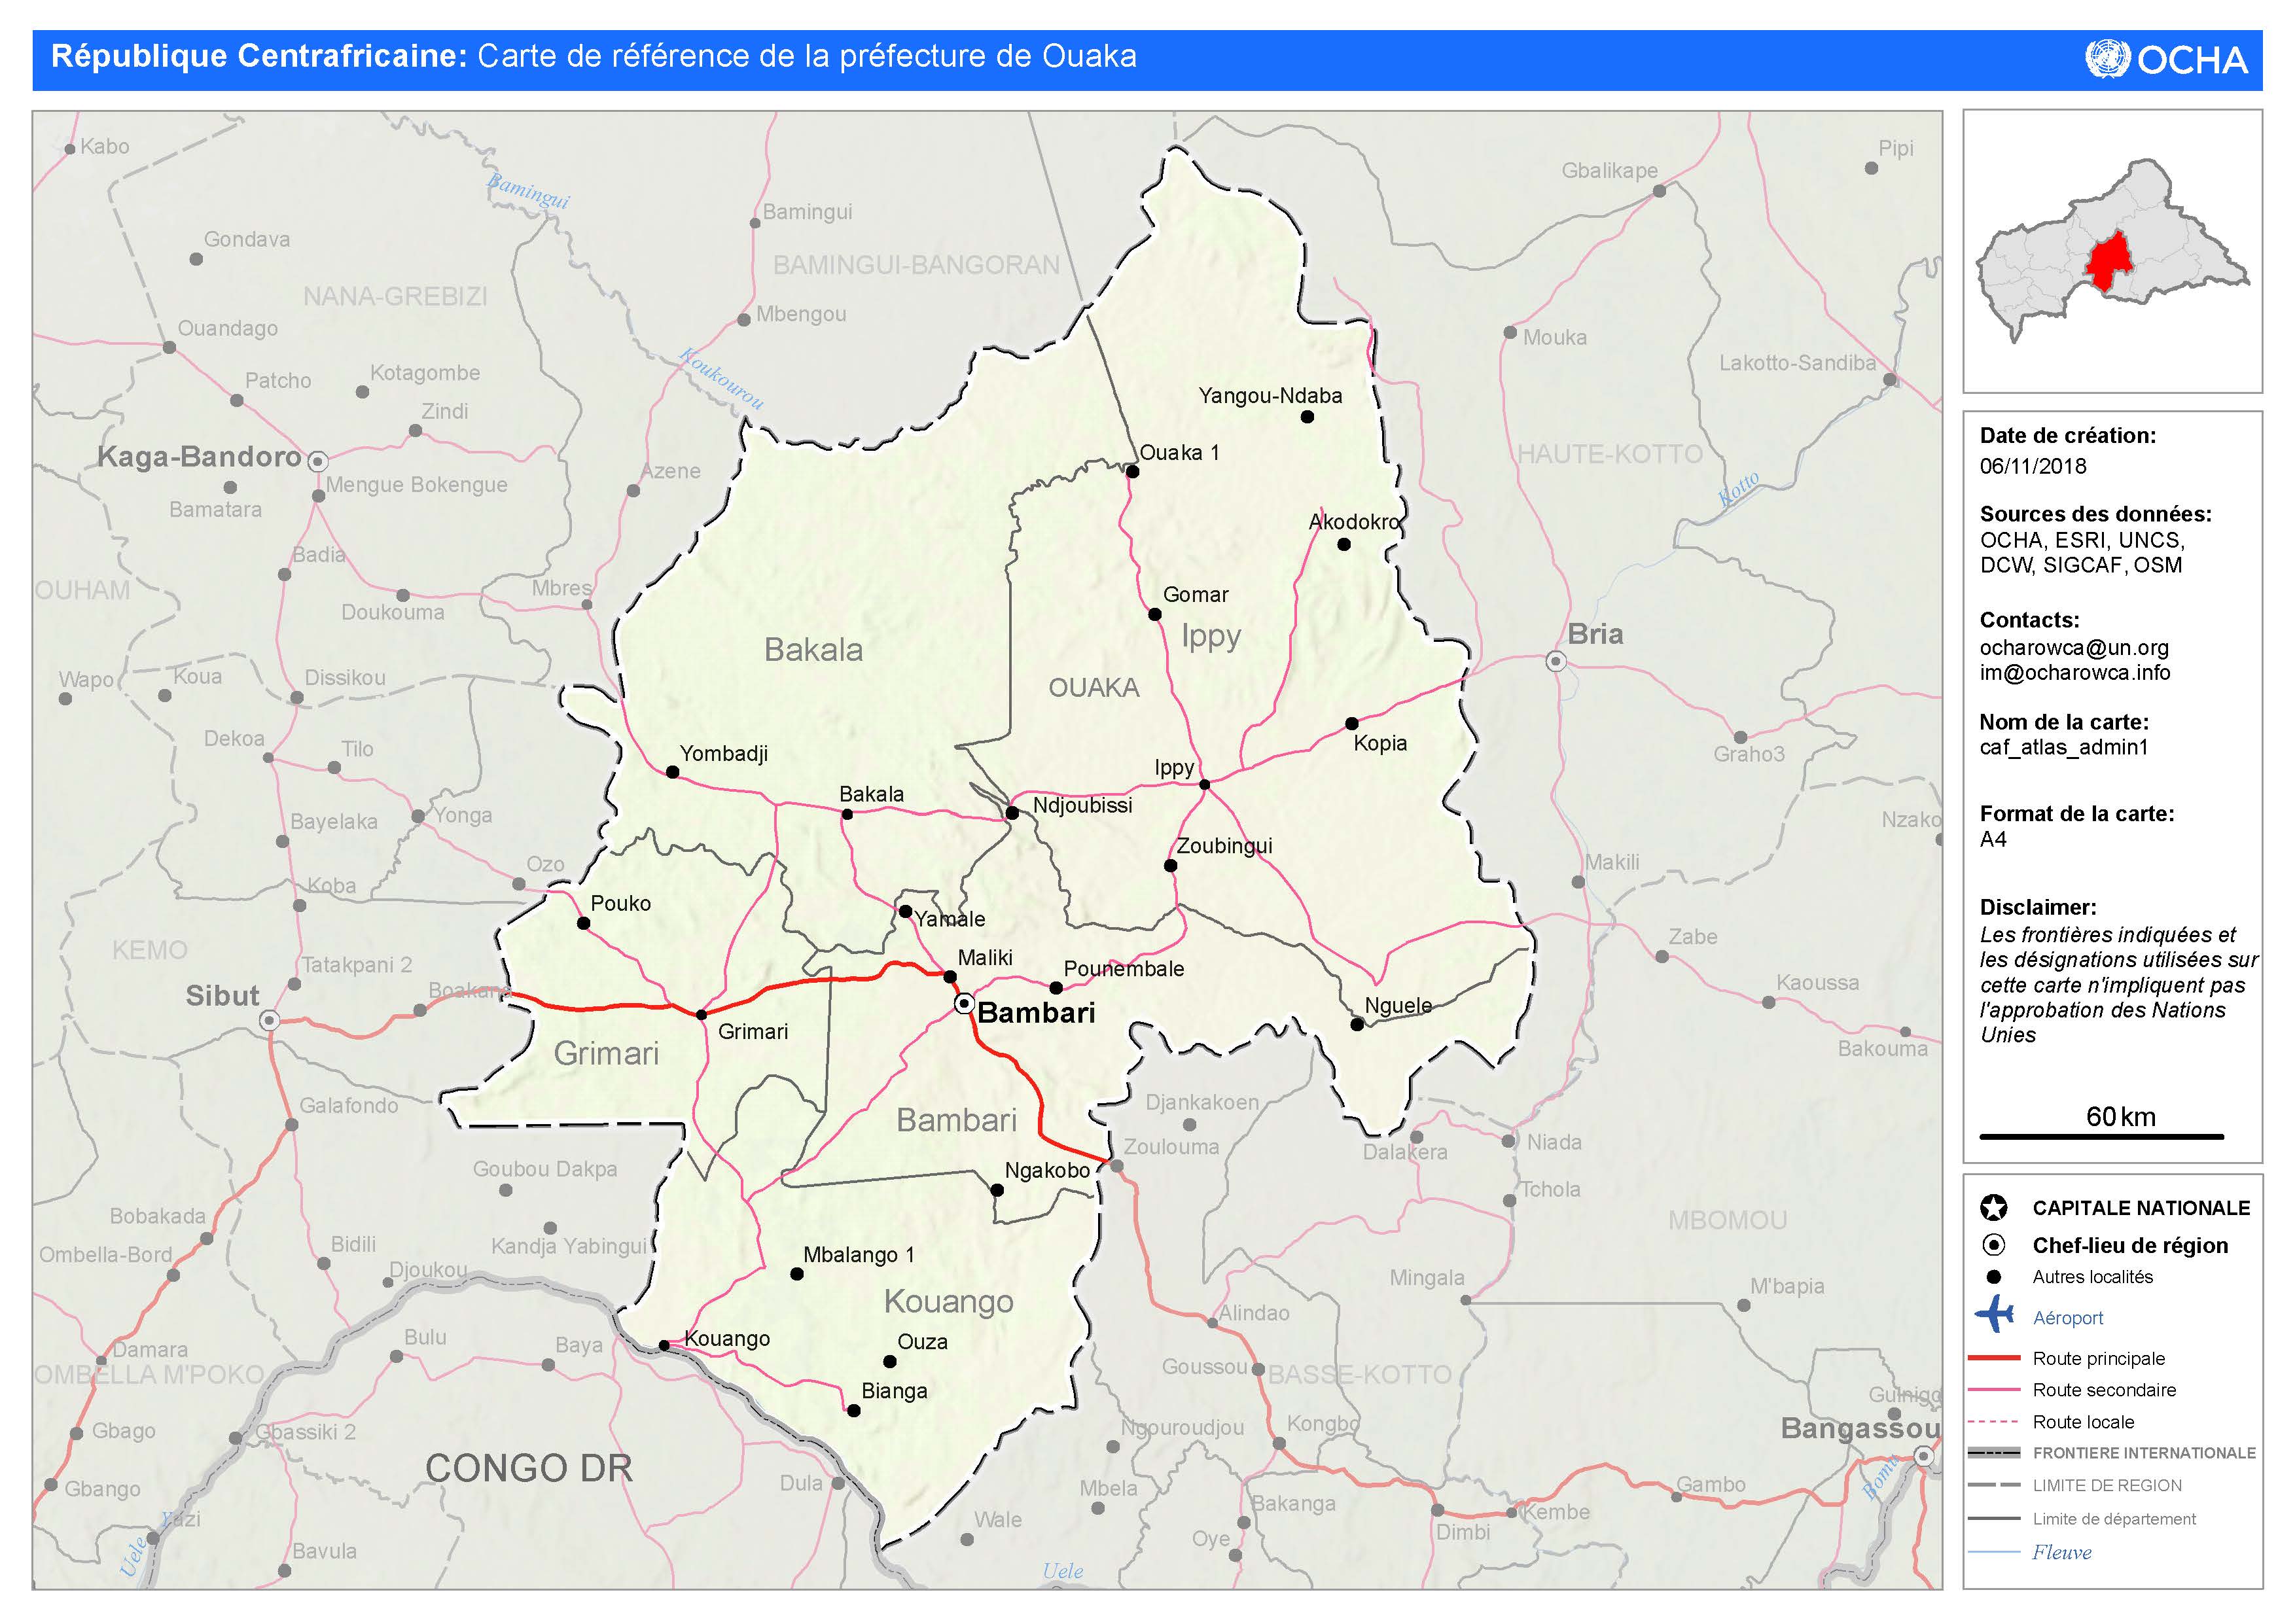 République Centrafricaine: Carte de référence de la préfecture de Ouaka
OCHA
Kabo
Pipi
Gbalikape
Bamingui
Bamingui
Gondava
BAMINGUI-BANGORAN
NANA-GREBIZI
Mbengou
Ouandago
Mouka
Koukourou
Lakotto-Sandiba
Patcho
Kotagombe
Yangou-Ndaba
Zindi
Kaga-Bandoro
Ouaka 1
HAUTE-KOTTO
Azene
Mengue Bokengue
Kotto
Bamatara
Akodokro
Badia
OUHAM
Mbres
Gomar
Doukouma
Bakala
Ippy
Bria
Wapo
Koua
Dissikou
OUAKA
Dekoa
Tilo
Yombadji
Kopia
Graho3
Ippy
Bakala
Ndjoubissi
Bayelaka
Yonga
Nzako
Zoubingui
Ozo
Makili
Koba
Pouko
Yamale
KEMO
Zabe
Tatakpani 2
Maliki
Pounembale
Sibut
Boakana
Kaoussa
Bambari
Nguele
Grimari
Grimari
Bakouma
Galafondo
Bambari
Djankakoen
Zoulouma
Dalakera
Niada
Goubou Dakpa
Ngakobo
Tchola
Bobakada
MBOMOU
Bidili
Kandja Yabingui
Ombella-Bord
Mbalango 1
Djoukou
Mingala
M'bapia
Kouango
Alindao
Bulu
Baya
Kouango
Ouza
Damara
OMBELLA M'POKO
Goussou
BASSE-KOTTO
Bianga
Guinigo
Gbago
Gbassiki 2
Ngouroudjou
Kongbo
Bangassou
CONGO DR
Dula
Gbango
Mbela
Gambo
Bomu
Bakanga
Yuzi
Wale
Kembe
Oye
Dimbi
Uele
Bavula
Uele
Date de création:
06/11/2018
Sources des données:
OCHA, ESRI, UNCS,
DCW, SIGCAF, OSM
Contacts:
ocharowca@un.org
im@ocharowca.info
Nom de la carte:
caf_atlas_admin1
Format de la carte:
A4
Disclaimer:
Les frontières indiquées et
les désignations utilisées sur
cette carte n'impliquent pas
l'approbation des Nations
Unies
60 km
CAPITALE NATIONALE
Chef-lieu de région
Autres localités
Aéroport
Route principale
Route secondaire
Route locale
FRONTIERE INTERNATIONALE
LIMITE DE REGION
Limite de département
Fleuve